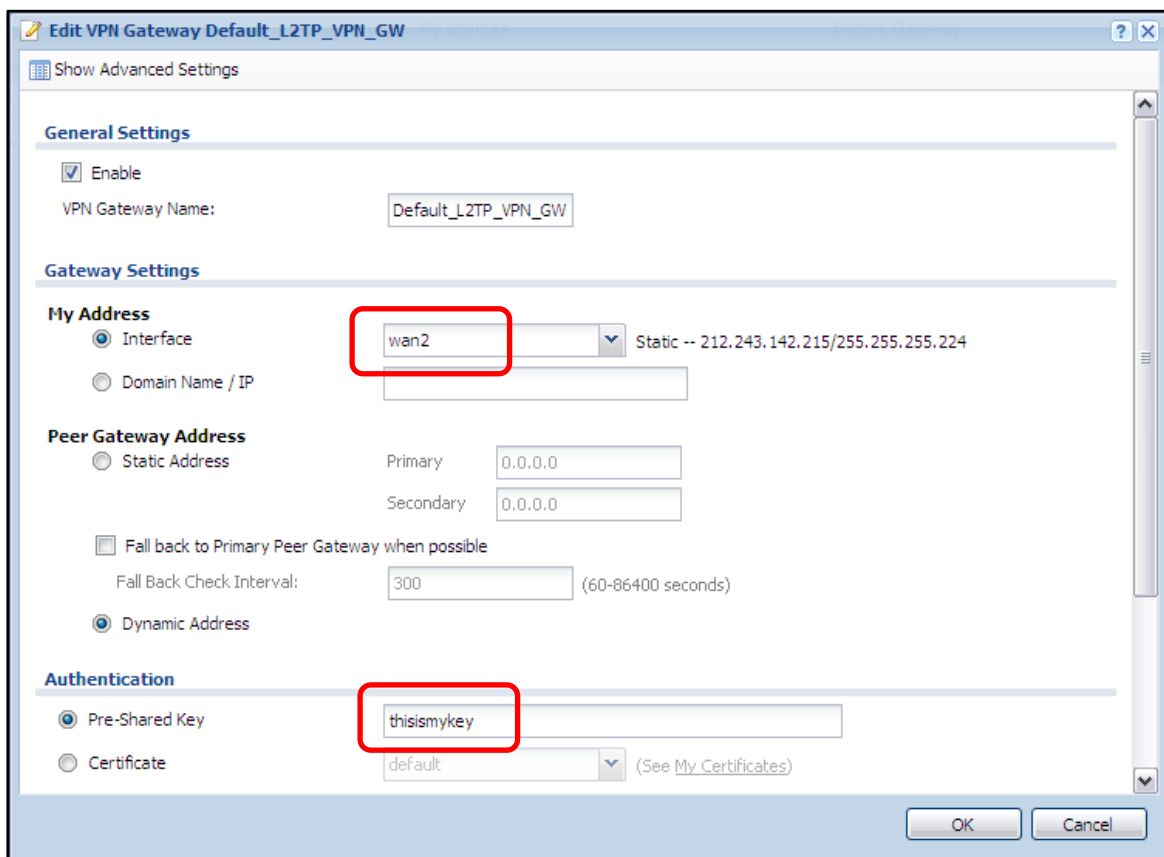 Edit VPN Gateway Default_L2TP_VPN_GW
My address Secure Gateway
Show Advanced Settings
General Settings
Enable
VPN Gateway Name: Default_L2TP_VPN_GW
Gateway Settings
My Address
Interface wan2 Static -- 212.243.142.215/255.255.255.224
Domain Name / IP
Peer Gateway Address
Static Address Primary 0.0.0.0
Secondary 0.0.0.0
Fall back to Primary Peer Gateway when possible
Fall Back Check Interval: 300 (60-86400 seconds)
Dynamic Address
Authentication
Pre-Shared Key thisismykey
Certificate default (See My Certificates)
OK Cancel